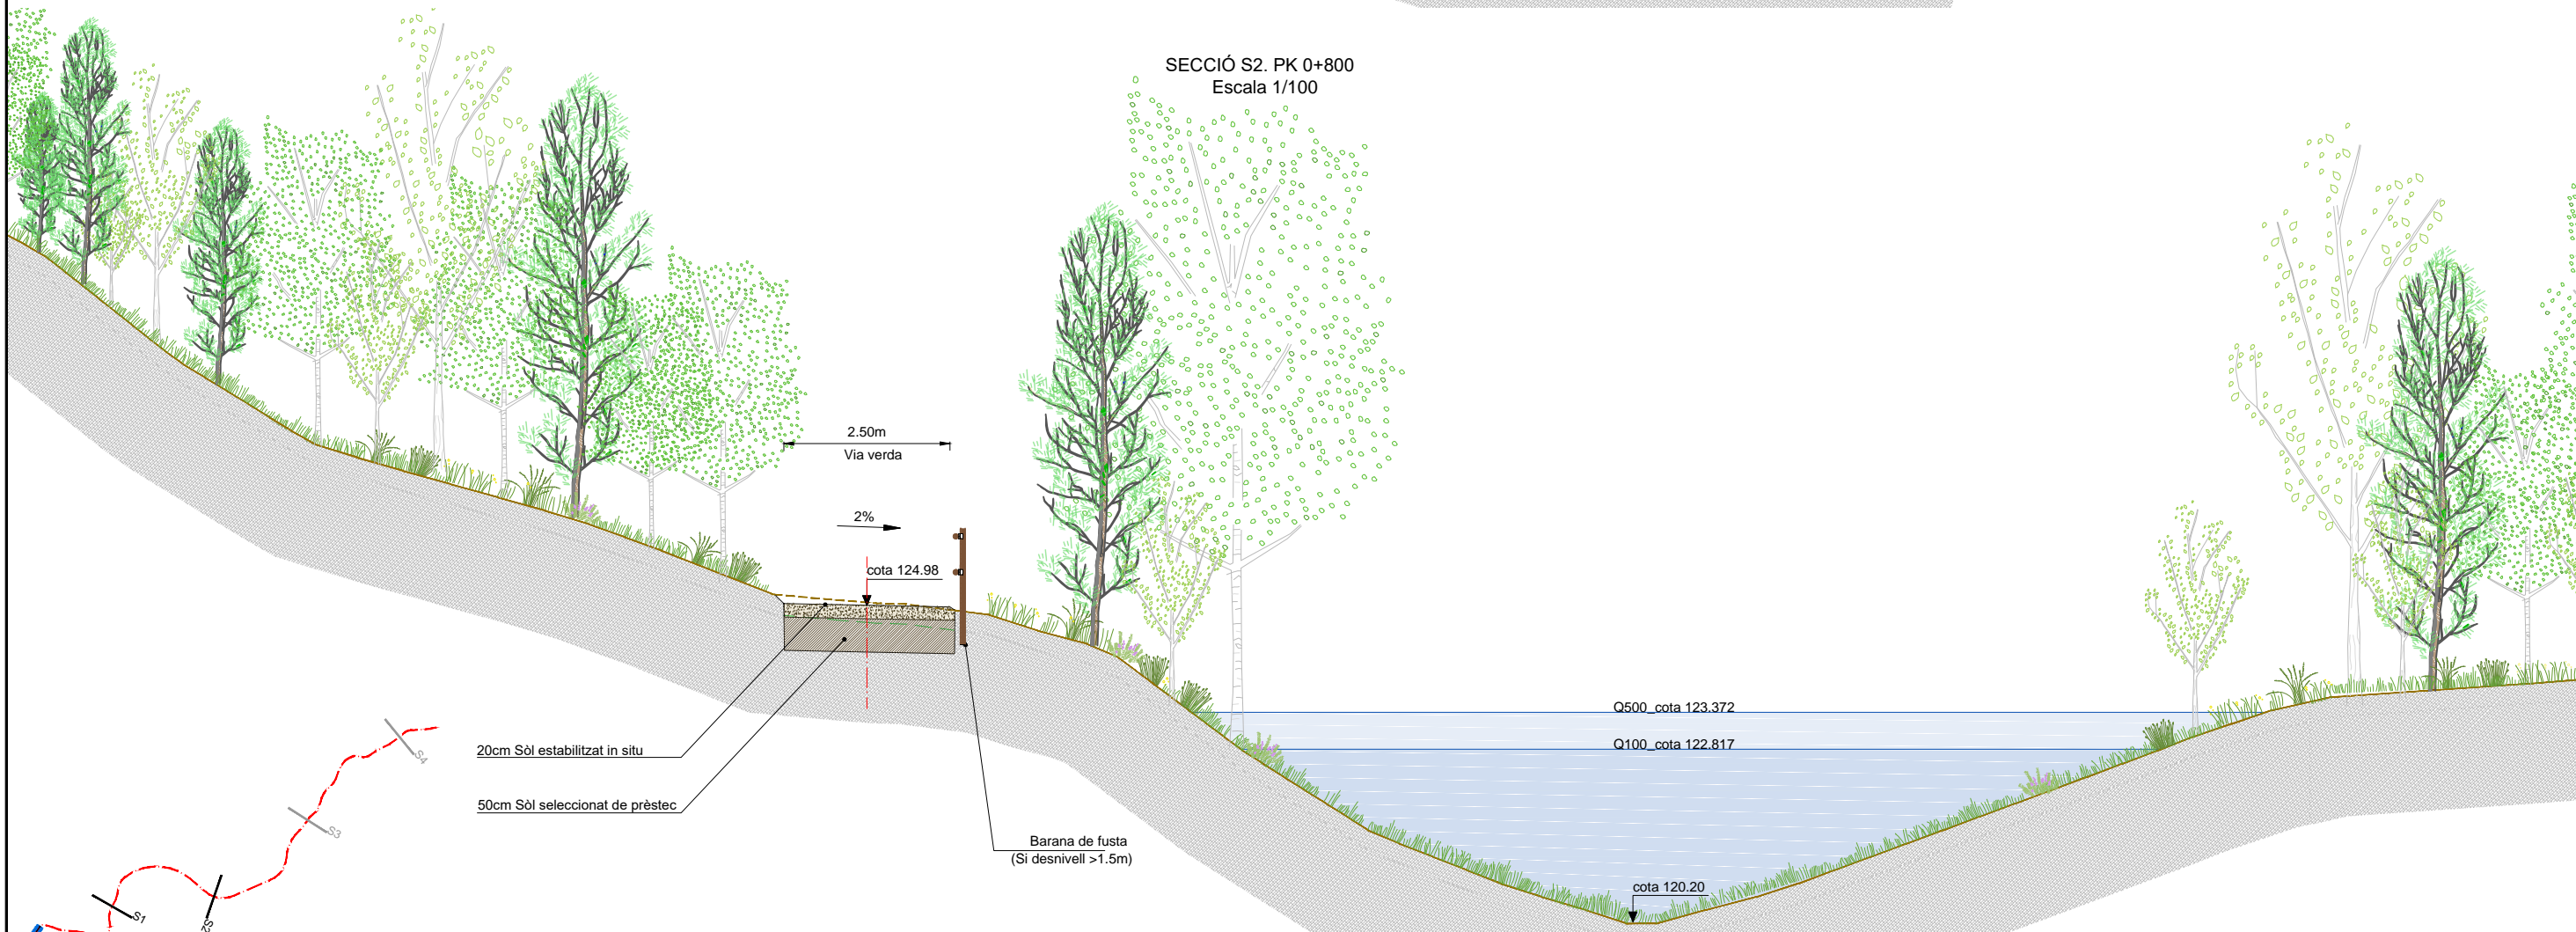 SECCIÓ S2. PK 0+800
Escala 1/100
2.50m
Via verda
2%
cota 124.98
Q500_cota 123.372
Q100_cota 122.817
20cm Sòl estabilitzat in situ
50cm Sòl seleccionat de prèstec
Barana de fusta
(Si desnivell >1.5m)
cota 120.20
S4
S3
S1
S2